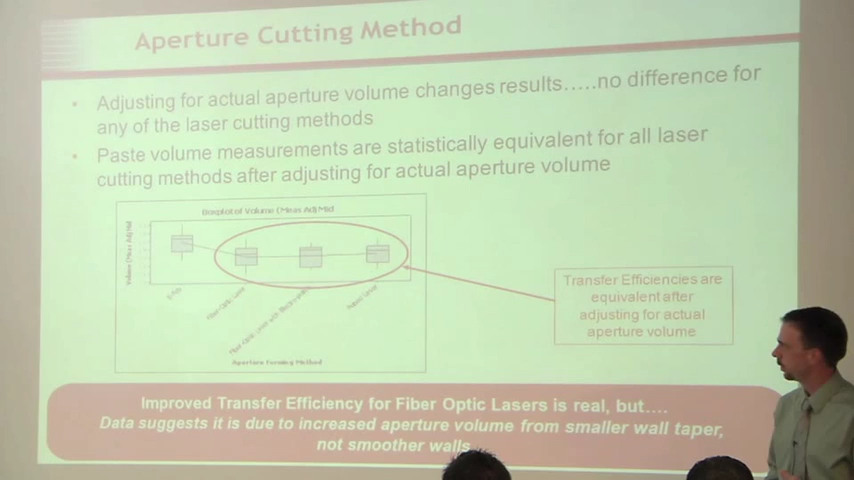 Aperture Cutting Method
• Adjusting for actual aperture volume changes results…..no difference for
any of the laser cutting methods
• Paste volume measurements are statistically equivalent for all laser
cutting methods after adjusting for actual aperture volume
Boxplot of Volume (Meas Adj) Mid
Volume (Meas Adj) Mid
Fiber Optic Laser
Aperture Forming Method
Transfer Efficiencies are
equivalent after
adjusting for actual
aperture volume
Improved Transfer Efficiency for Fiber Optic Lasers is real, but….
Data suggests it is due to increased aperture volume from smaller wall taper,
not smoother walls